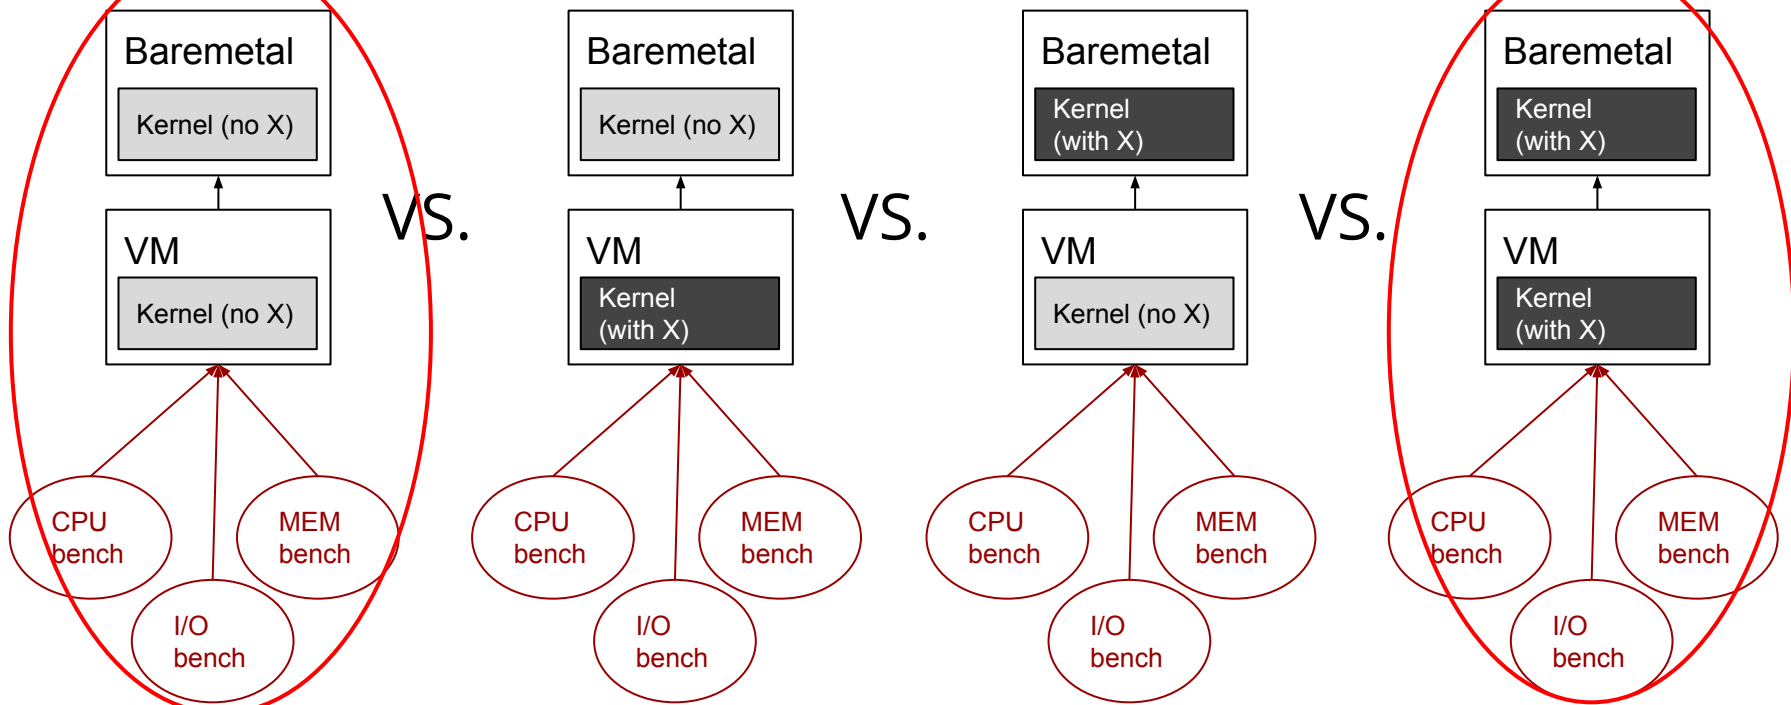 Baremetal
Kernel (no X)
VM
Kernel (no X)
CPU
bench
MEM
bench
I/O
bench
VS.
Baremetal
Kernel (no X)
VM
Kernel
(with X)
CPU
bench
MEM
bench
I/O
bench
VS.
Baremetal
Kernel
(with X)
VM
Kernel (no X)
CPU
bench
MEM
bench
I/O
bench
VS.
Baremetal
Kernel
(with X)
VM
Kernel
(with X)
CPU
bench
MEM
bench
I/O
bench